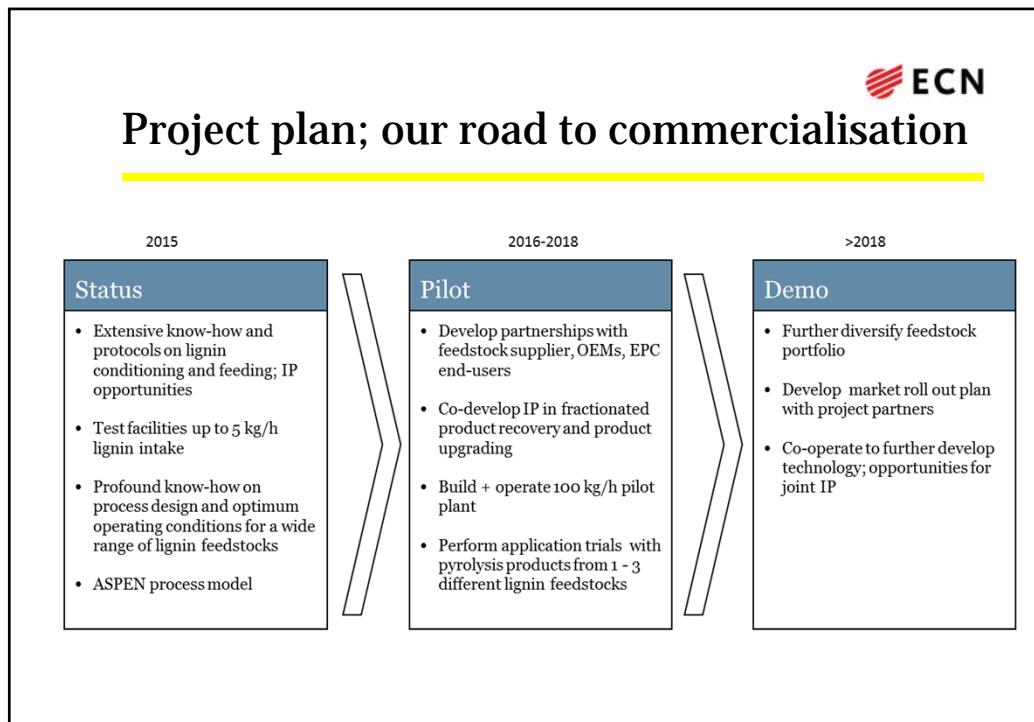 ECN
Project plan; our road to commercialisation
2015
Status
• Extensive know-how and
protocols on lignin
conditioning and feeding; IP
opportunities
• Test facilities up to 5 kg/h
lignin intake
• Profound know-how on
process design and optimum
operating conditions for a wide
range of lignin feedstocks
• ASPEN process model
2016-2018
Pilot
• Develop partnerships with
feedstock supplier, OEMs, EPC
end-users
• Co-develop IP in fractionated
product recovery and product
upgrading
• Build + operate 100 kg/h pilot
plant
• Perform application trials with
pyrolysis products from 1 - 3
different lignin feedstocks
>2018
Demo
• Further diversify feedstock
portfolio
• Develop market roll out plan
with project partners
• Co-operate to further develop
technology; opportunities for
joint IP